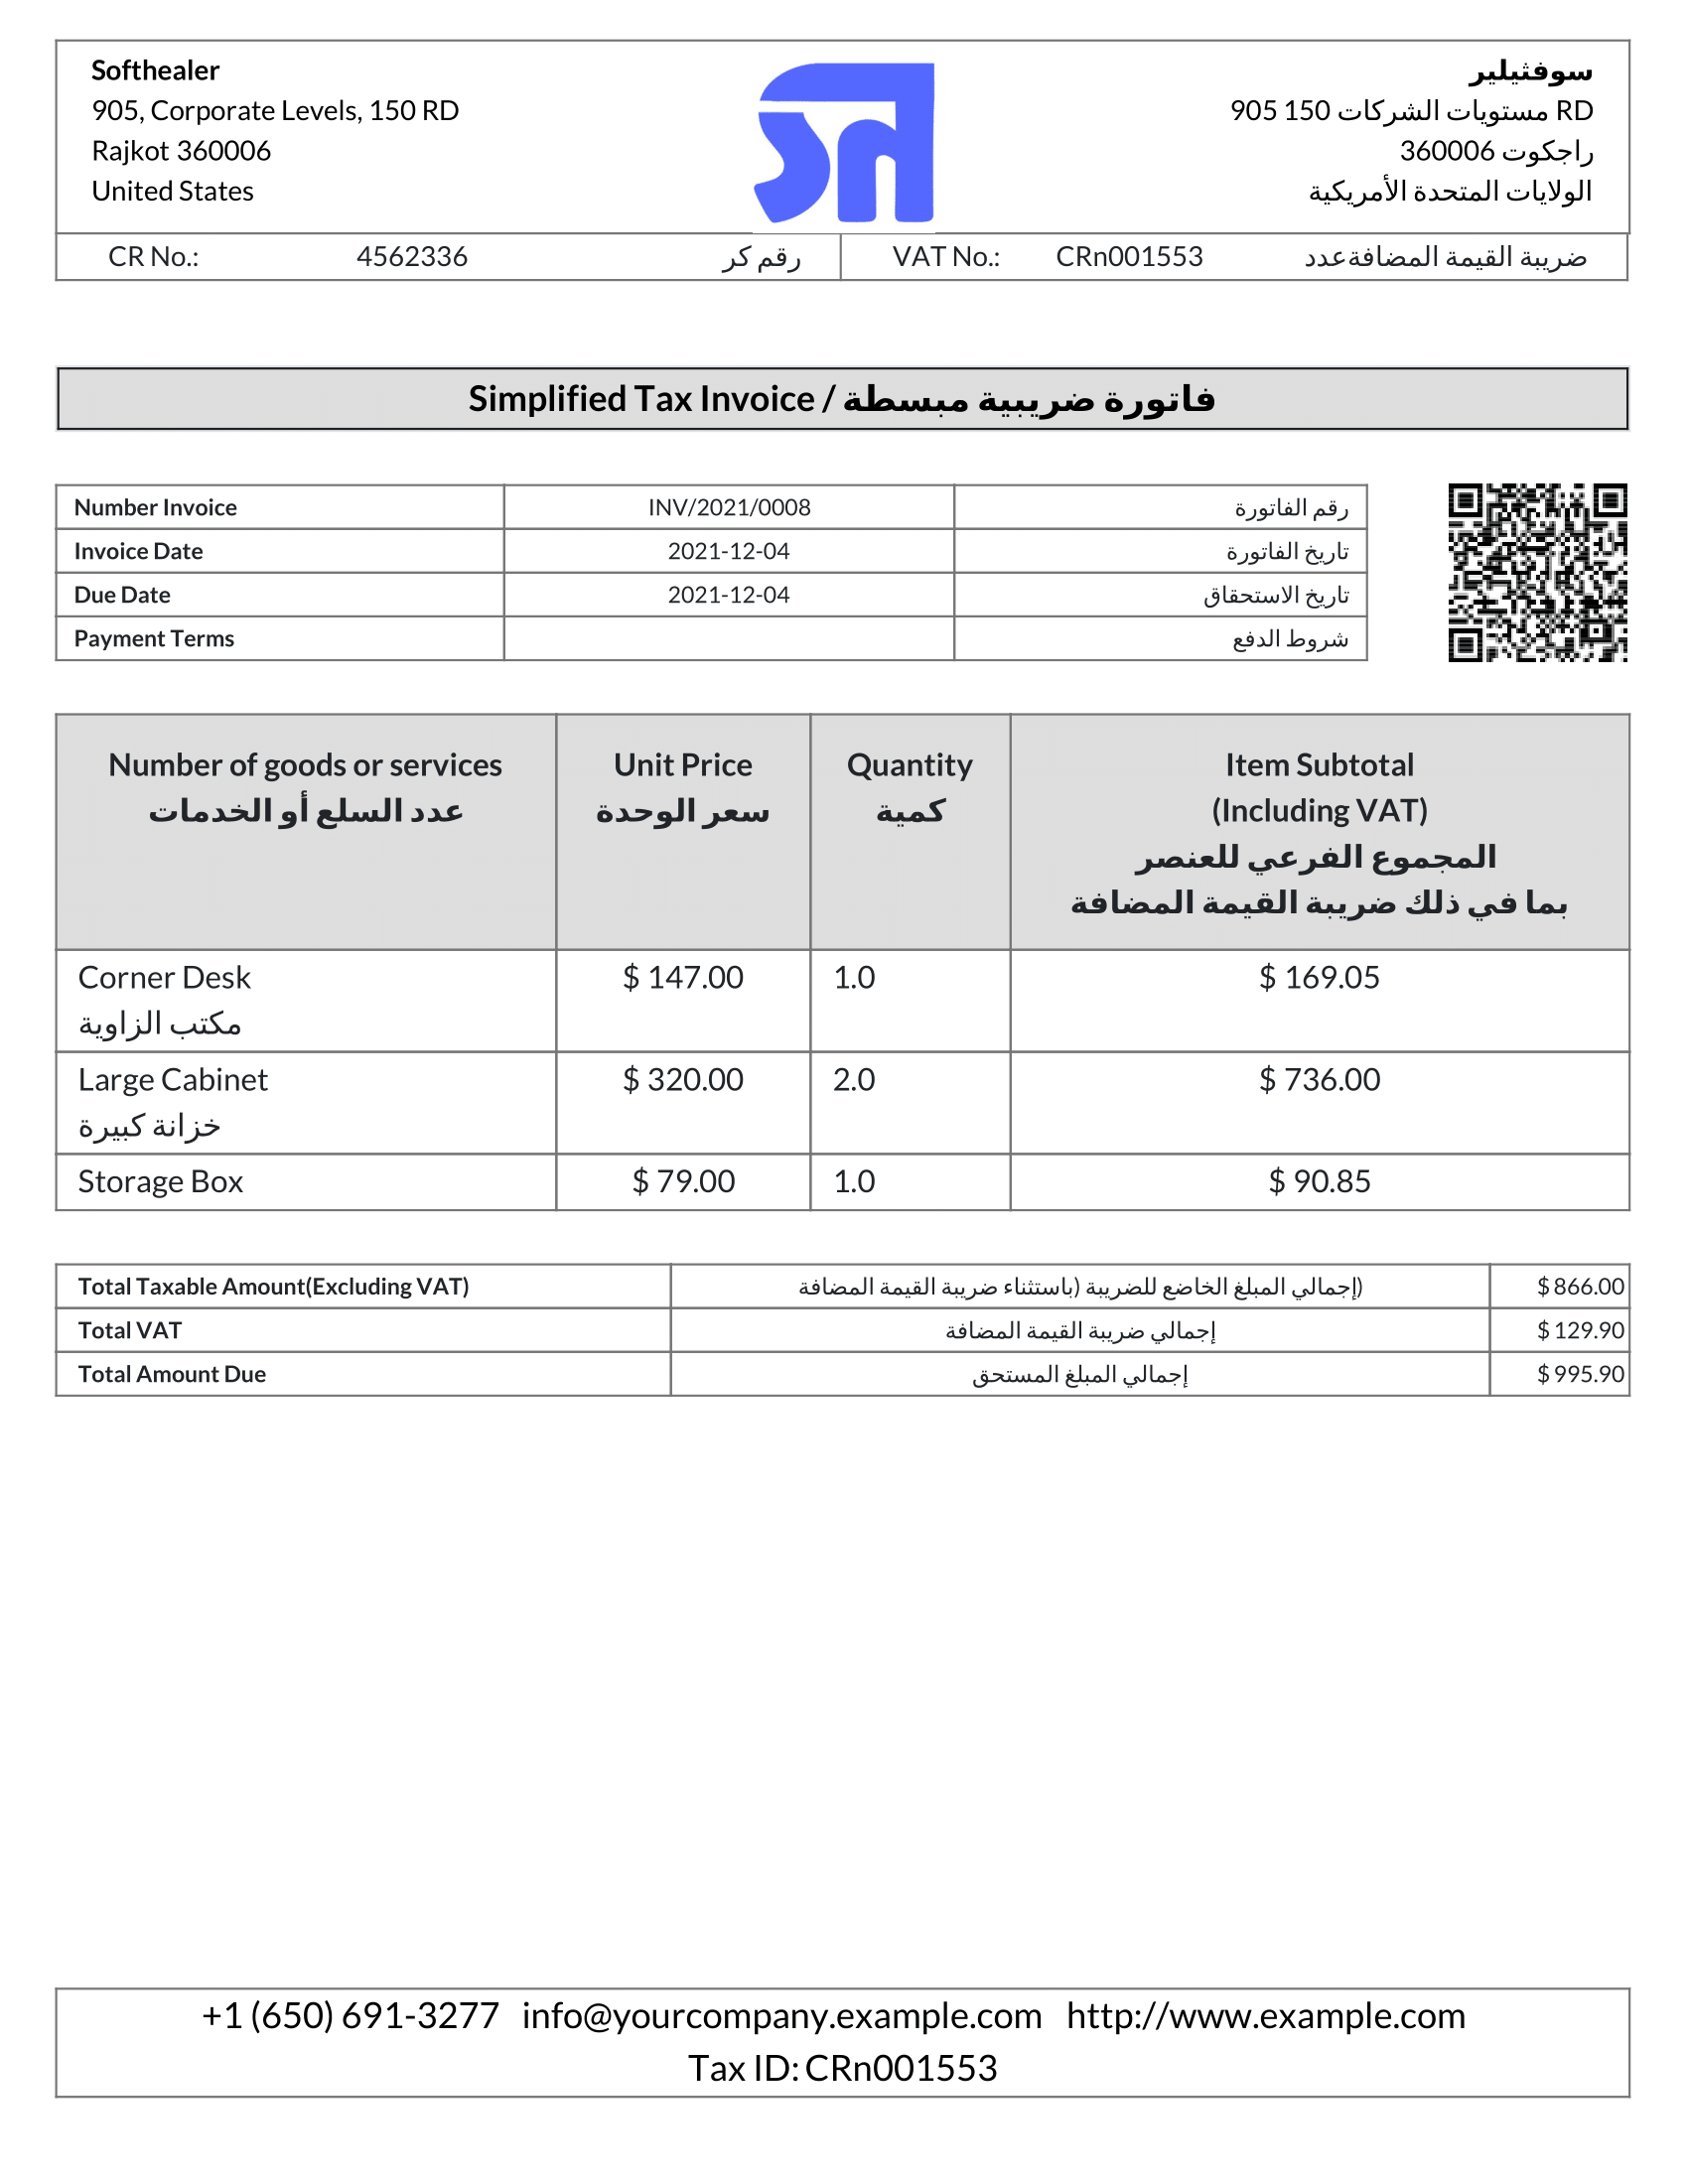 Softhealer
905, Corporate Levels, 150 RD
Rajkot 360006
United States
سوفثيلير
905 مستويات الشركات 150 RD
راجكوت 360006
الولايات المتحدة الأمريكية
CR No.: 4562336 رقم كر VAT No.: CRn001553 ضريبة القيمة المضافةعدد
Simplified Tax Invoice / فاتورة ضريبية مبسطة
Number Invoice INV/2021/0008 رقم الفاتورة
Invoice Date 2021-12-04 تاريخ الفاتورة
Due Date 2021-12-04 تاريخ الاستحقاق
Payment Terms شروط الدفع
Number of goods or services
عدد السلع أو الخدمات
Unit Price
سعر الوحدة
Quantity
كمية
Item Subtotal
(Including VAT)
المجموع الفرعي للعنصر
بما في ذلك ضريبة القيمة المضافة
Corner Desk $ 147.00 1.0 $ 169.05
مكتب الزاوية
Large Cabinet $ 320.00 2.0 $ 736.00
خزانة كبيرة
Storage Box $ 79.00 1.0 $ 90.85
Total Taxable Amount(Excluding VAT) إجمالي المبلغ الخاضع للضريبة (باستثناء ضريبة القيمة المضافة) $ 866.00
Total VAT إجمالي ضريبة القيمة المضافة $ 129.90
Total Amount Due إجمالي المبلغ المستحق $ 995.90
+1 (650) 691-3277 info@yourcompany.example.com http://www.example.com
Tax ID: CRn001553